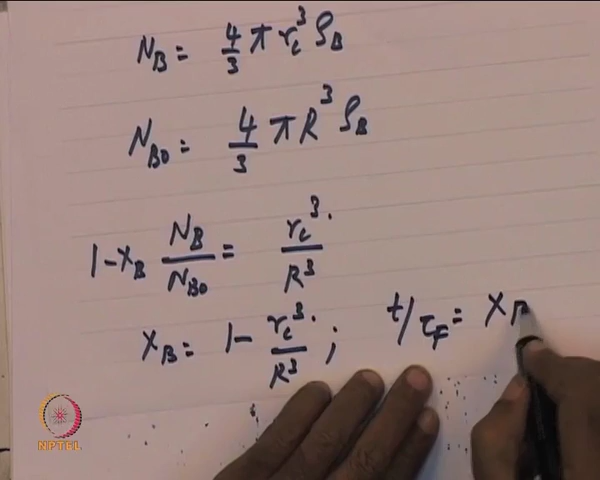 N_B = 4/3 π r_c^3 ρ_B
N_B0 = 4/3 π R^3 ρ_B
1-X_B N_B/N_B0 = r_c^3. / R^3
X_B = 1 - r_c^3. / R^3 ; t/τ_F = X_B
NPTEL